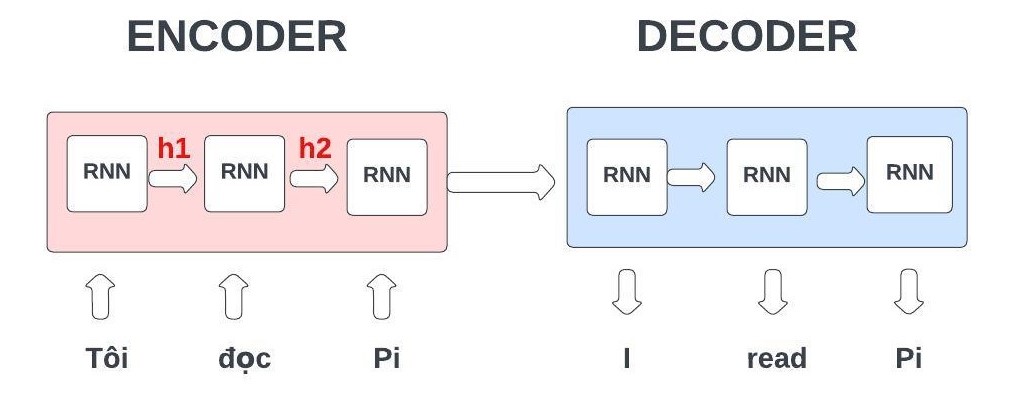 ENCODER
DECODER
h1
h2
RNN
RNN
RNN
RNN
RNN
RNN
Tôi
đọc
Pi
I
read
Pi